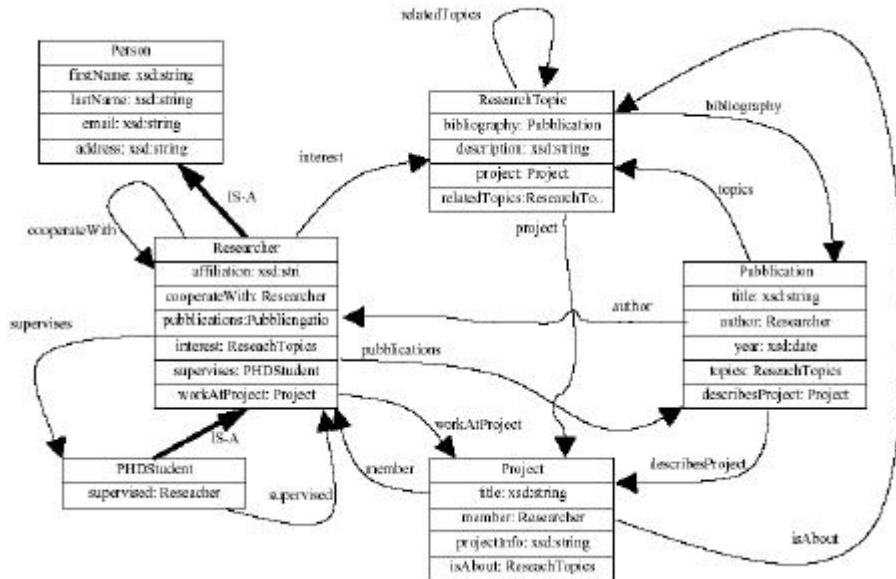 relatedTopics
Person
firstName: xsd:string
lastName: xsd:string
email: xsd:string
address: xsd:string
ResearchTopic
bibliography: Pubblication
description: xsd:string
project: Project
relatedTopics:ResearchTo..
bibliography
interest
IS-A
cooperateWith
topics
project
Researcher
affiliation: xsd:stri
cooperateWith: Researcher
pubblications:Pubbliengatio
interest: ReseachTopics
supervises: PHDStudent
workAtProject: Project
Pubblication
title: xsd:string
author: Researcher
year: xsd:date
topics: ReseachTopics
describesProject: Project
author
supervises
pubblications
workAtProject
IS-A
member
describesProject
PHDStudent
supervised: Reseacher
supervised
Project
title: xsd:string
member: Researcher
projectInfo: xsd:string
isAbout: ReseachTopics
isAbout